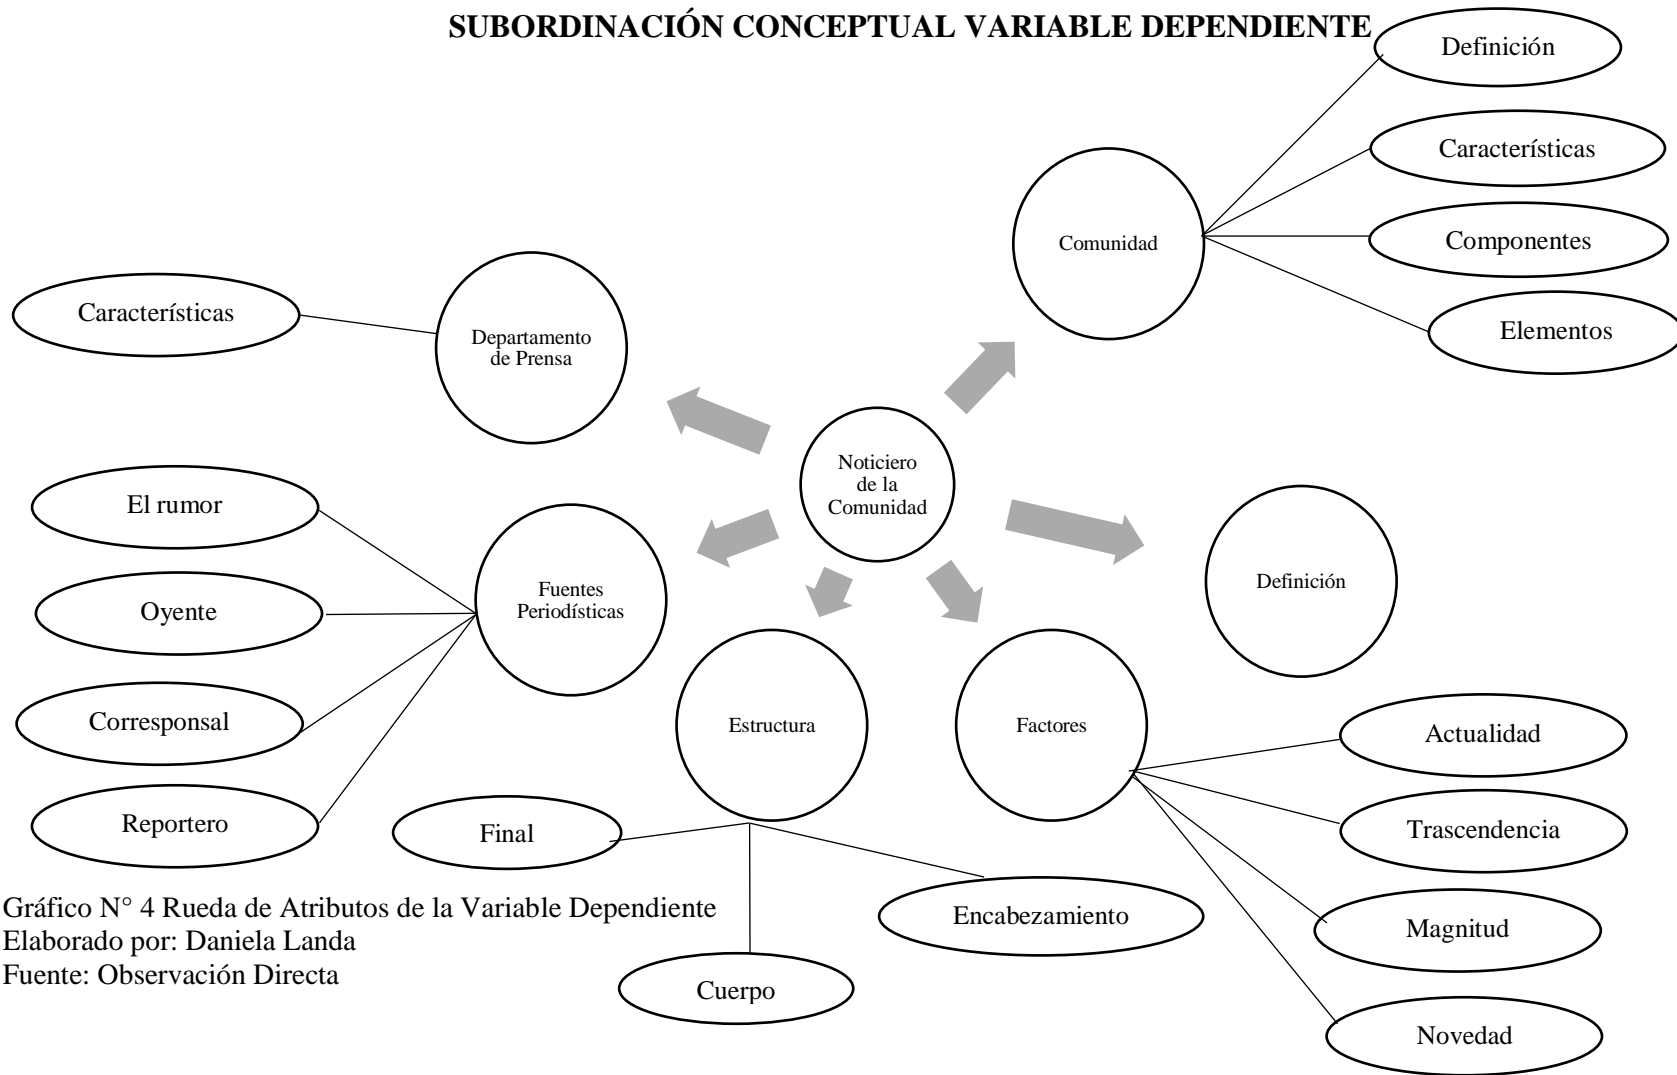 SUBORDINACIÓN CONCEPTUAL VARIABLE DEPENDIENTE
Definición
Características
Comunidad
Componentes
Elementos
Características
Departamento
de Prensa
Noticiero
de la
Comunidad
El rumor
Oyente
Corresponsal
Reportero
Fuentes
Periodísticas
Definición
Estructura
Factores
Final
Cuerpo
Encabezamiento
Actualidad
Trascendencia
Magnitud
Novedad
Gráfico N° 4 Rueda de Atributos de la Variable Dependiente
Elaborado por: Daniela Landa
Fuente: Observación Directa